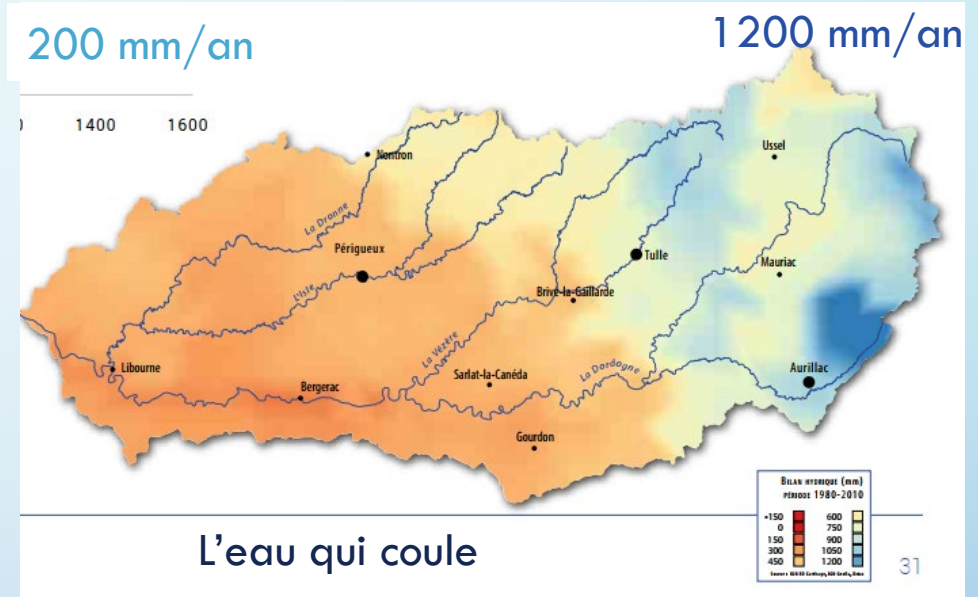 200 mm/an
1200 mm/an
1400 1600
Nontron
Ussel
La Dronne
Périgueux
Tulle
Mauriac
L'Isle
Brive-la-Gaillarde
La Vézère
Libourne
Sarlat-la-Canéda
La Dordogne
Aurillac
Bergerac
Gourdon
BILAN HYDRIQUE (mm)
PÉRIODE 1980-2010
-150 600
0 750
150 900
300 1050
450 1200
L'eau qui coule
31